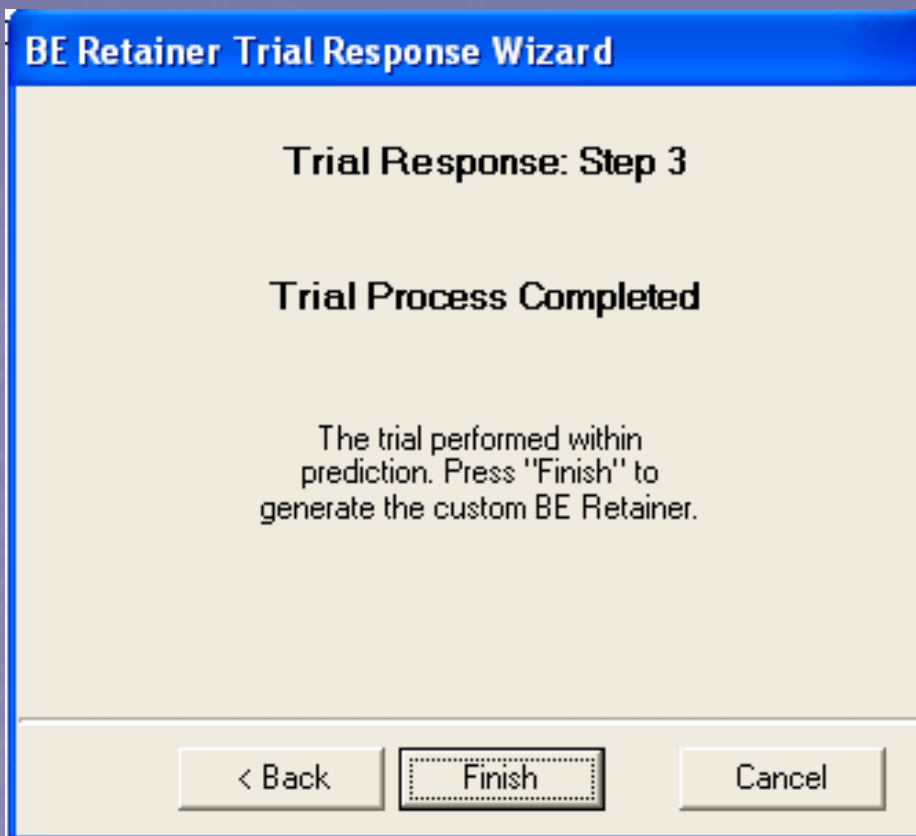 BE Retainer Trial Response Wizard
Trial Response: Step 3
Trial Process Completed
The trial performed within
prediction. Press "Finish" to
generate the custom BE Retainer.
< Back Finish Cancel